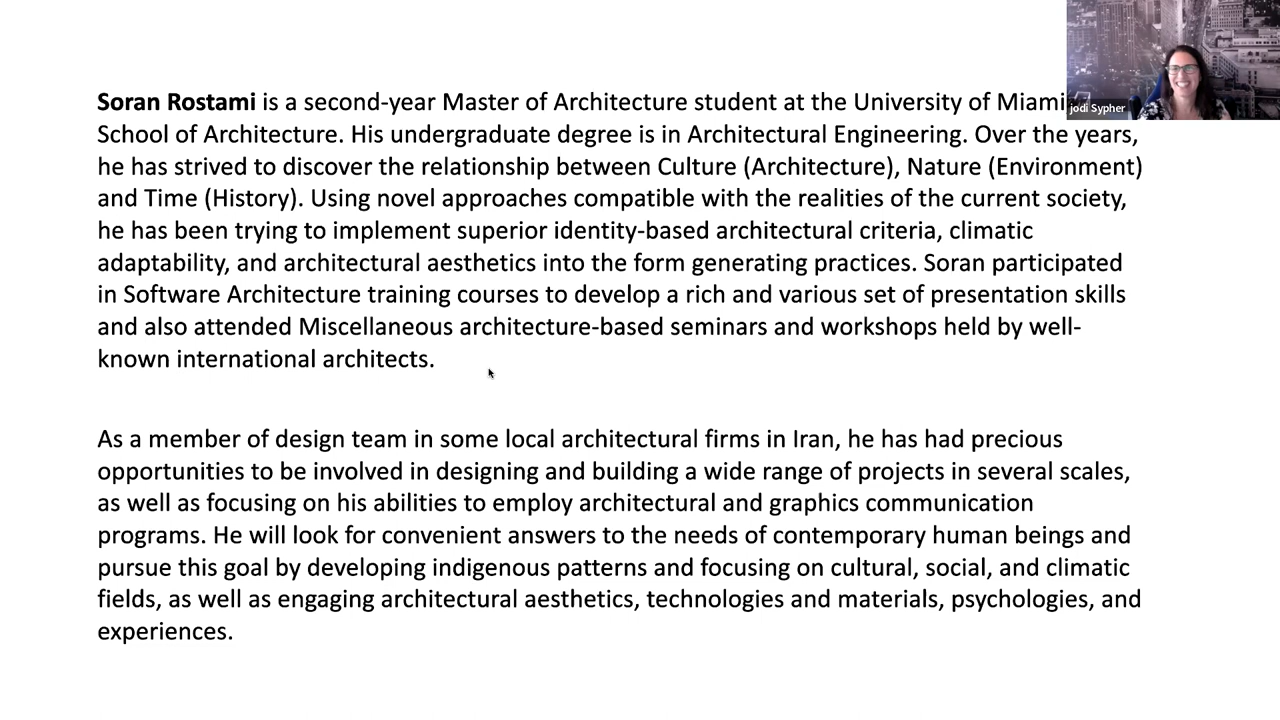 Soran Rostami is a second-year Master of Architecture student at the University of Miami
School of Architecture. His undergraduate degree is in Architectural Engineering. Over the years,
he has strived to discover the relationship between Culture (Architecture), Nature (Environment)
and Time (History). Using novel approaches compatible with the realities of the current society,
he has been trying to implement superior identity-based architectural criteria, climatic
adaptability, and architectural aesthetics into the form generating practices. Soran participated
in Software Architecture training courses to develop a rich and various set of presentation skills
and also attended Miscellaneous architecture-based seminars and workshops held by well-
known international architects.
As a member of design team in some local architectural firms in Iran, he has had precious
opportunities to be involved in designing and building a wide range of projects in several scales,
as well as focusing on his abilities to employ architectural and graphics communication
programs. He will look for convenient answers to the needs of contemporary human beings and
pursue this goal by developing indigenous patterns and focusing on cultural, social, and climatic
fields, as well as engaging architectural aesthetics, technologies and materials, psychologies, and
experiences.
jodi Sypher